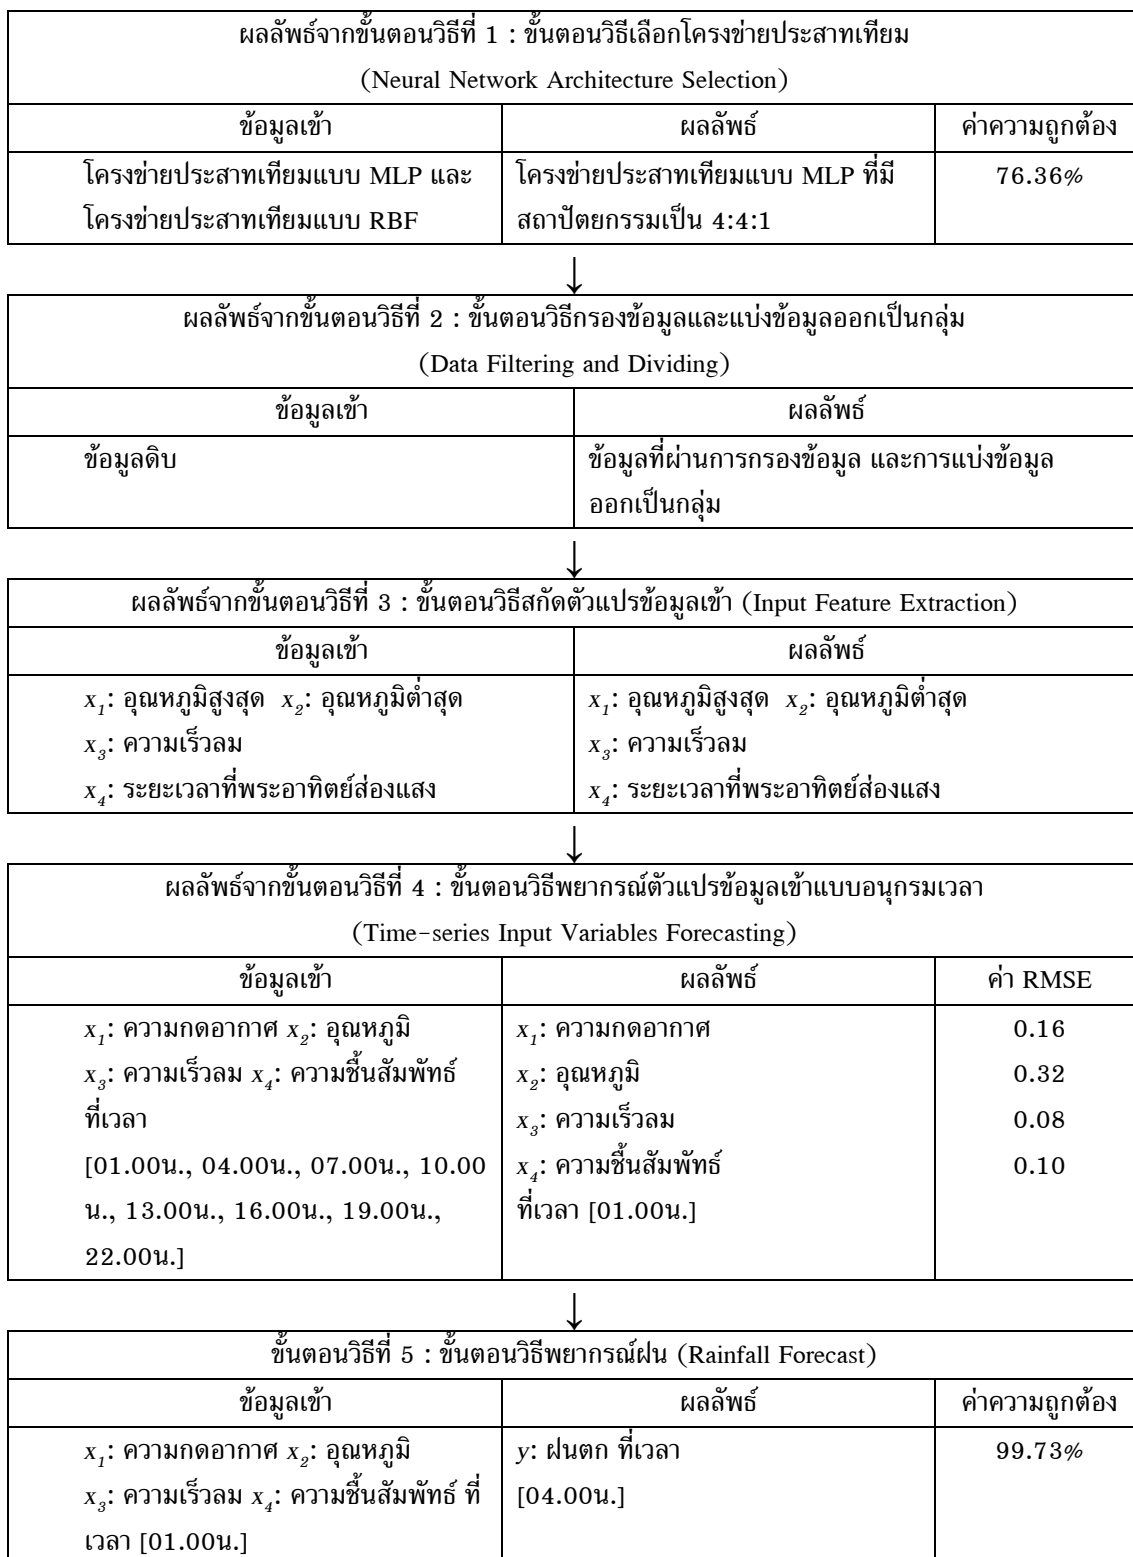 ผลลัพธ์จากขั้นตอนวิธีที่ 1 : ขั้นตอนวิธีเลือกโครงข่ายประสาทเทียม
(Neural Network Architecture Selection)
ข้อมูลเข้า ผลลัพธ์ ค่าความถูกต้อง
โครงข่ายประสาทเทียมแบบ MLP และ โครงข่ายประสาทเทียมแบบ MLP ที่มี 76.36%
โครงข่ายประสาทเทียมแบบ RBF สถาปัตยกรรมเป็น 4:4:1
↓
ผลลัพธ์จากขั้นตอนวิธีที่ 2 : ขั้นตอนวิธีกรองข้อมูลและแบ่งข้อมูลออกเป็นกลุ่ม
(Data Filtering and Dividing)
ข้อมูลเข้า ผลลัพธ์
ข้อมูลดิบ ข้อมูลที่ผ่านการกรองข้อมูล และการแบ่งข้อมูล
ออกเป็นกลุ่ม
↓
ผลลัพธ์จากขั้นตอนวิธีที่ 3 : ขั้นตอนวิธีสกัดตัวแปรข้อมูลเข้า (Input Feature Extraction)
ข้อมูลเข้า ผลลัพธ์
x₁: อุณหภูมิสูงสุด x₂: อุณหภูมิต่ำสุด x₁: อุณหภูมิสูงสุด x₂: อุณหภูมิต่ำสุด
x₃: ความเร็วลม x₃: ความเร็วลม
x₄: ระยะเวลาที่พระอาทิตย์ส่องแสง x₄: ระยะเวลาที่พระอาทิตย์ส่องแสง
↓
ผลลัพธ์จากขั้นตอนวิธีที่ 4 : ขั้นตอนวิธีพยากรณ์ตัวแปรข้อมูลเข้าแบบอนุกรมเวลา
(Time-series Input Variables Forecasting)
ข้อมูลเข้า ผลลัพธ์ ค่า RMSE
x₁: ความกดอากาศ x₂: อุณหภูมิ x₁: ความกดอากาศ 0.16
x₃: ความเร็วลม x₄: ความชื้นสัมพัทธ์ x₂: อุณหภูมิ 0.32
ที่เวลา x₃: ความเร็วลม 0.08
[01.00น., 04.00น., 07.00น., 10.00 x₄: ความชื้นสัมพัทธ์ 0.10
น., 13.00น., 16.00น., 19.00น., ที่เวลา [01.00น.]
22.00น.]
↓
ขั้นตอนวิธีที่ 5 : ขั้นตอนวิธีพยากรณ์ฝน (Rainfall Forecast)
ข้อมูลเข้า ผลลัพธ์ ค่าความถูกต้อง
x₁: ความกดอากาศ x₂: อุณหภูมิ y: ฝนตก ที่เวลา 99.73%
x₃: ความเร็วลม x₄: ความชื้นสัมพัทธ์ ที่ [04.00น.]
เวลา [01.00น.]